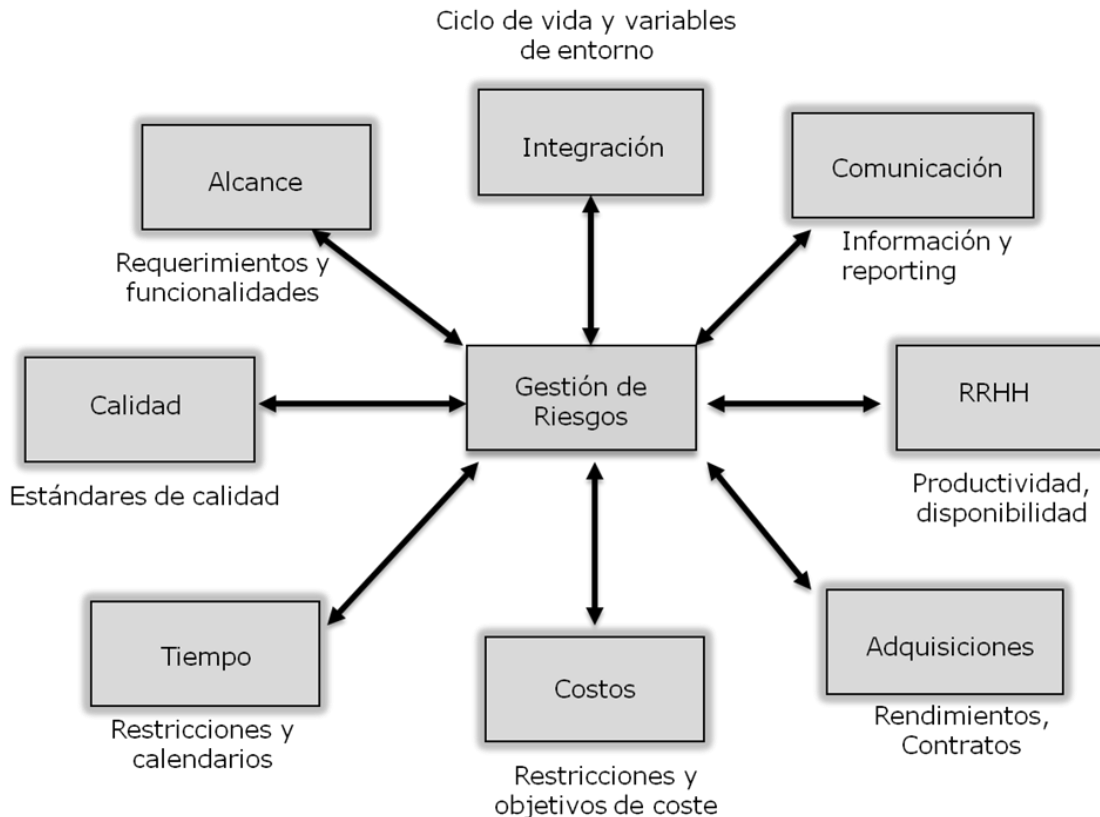 Ciclo de vida y variables
de entorno
Integración
Alcance
Comunicación
Requerimientos y
funcionalidades
Información y
reporting
Calidad
Gestión de
Riesgos
RRHH
Estándares de calidad
Productividad,
disponibilidad
Tiempo
Costos
Adquisiciones
Restricciones y
calendarios
Restricciones y
objetivos de coste
Rendimientos,
Contratos